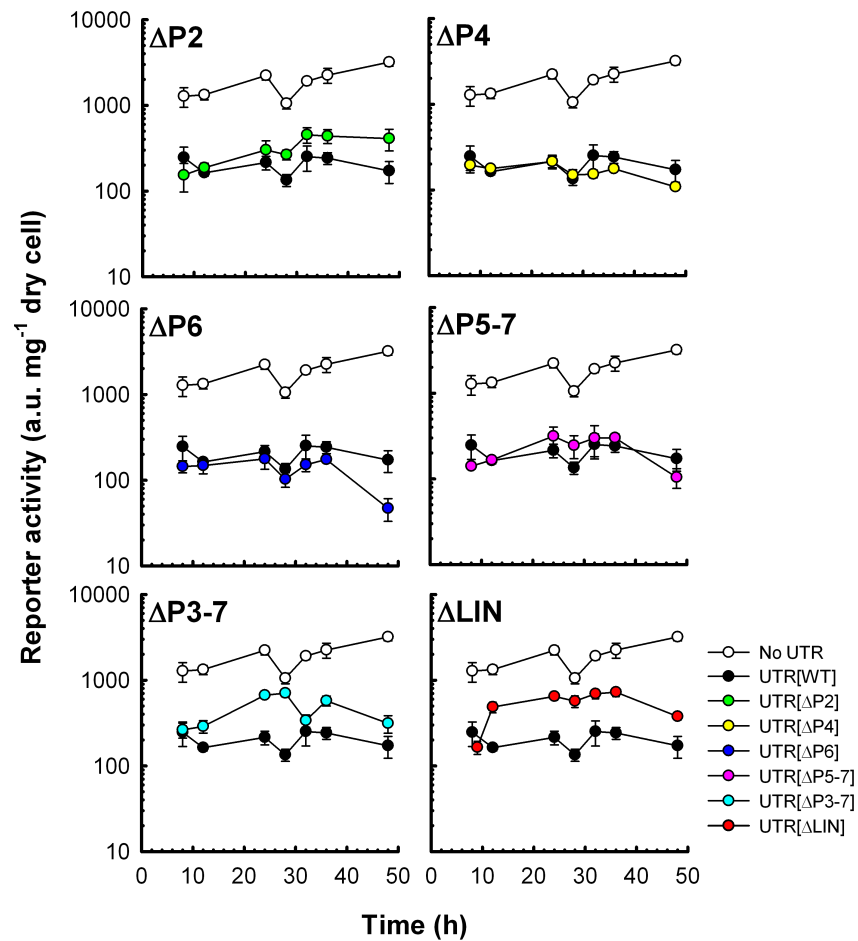 Reporter activity (a.u. mg⁻¹ dry cell)
ΔP2
10000
1000
100
10
ΔP4
ΔP6
10000
1000
100
10
ΔP5-7
ΔP3-7
10000
1000
100
10
0 10 20 30 40 50
ΔLIN
0 10 20 30 40 50
Time (h)
No UTR
UTR[WT]
UTR[ΔP2]
UTR[ΔP4]
UTR[ΔP6]
UTR[ΔP5-7]
UTR[ΔP3-7]
UTR[ΔLIN]